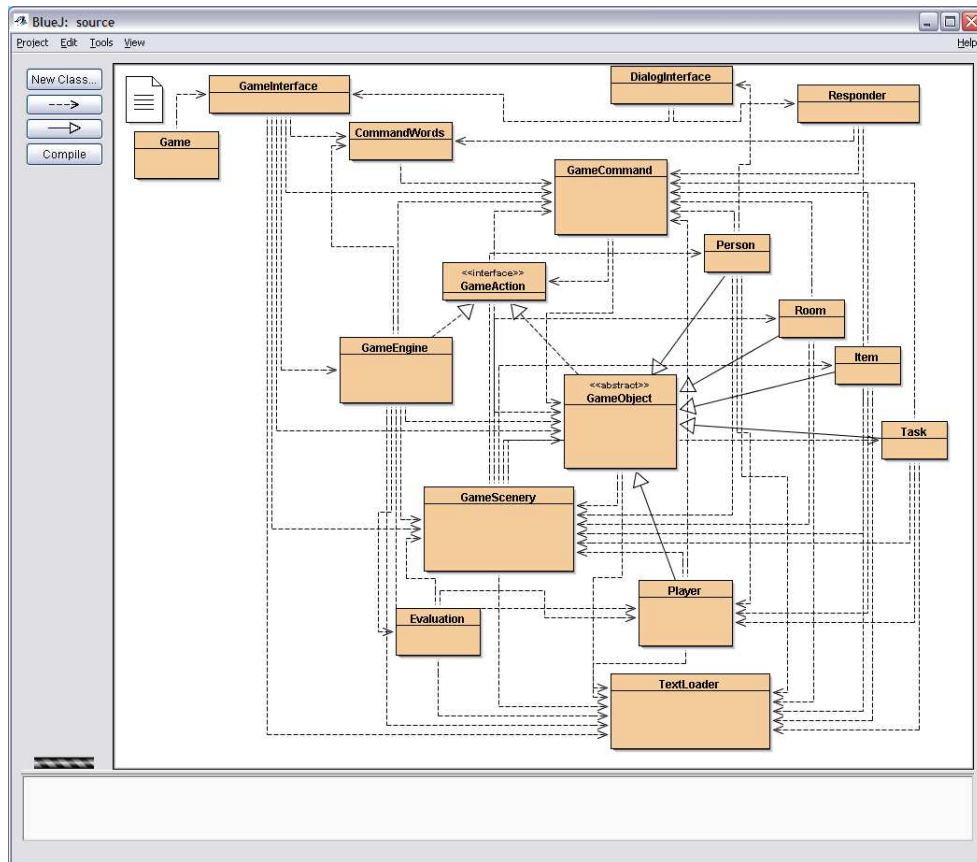 BlueJ: source
Project Edit Tools View Help
New Class...
Compile
GameInterface
DialogInterface
Responder
Game
CommandWords
GameCommand
Person
<<interface>>
GameAction
Room
GameEngine
Item
<<abstract>>
GameObject
Task
GameScenery
Player
Evaluation
TextLoader